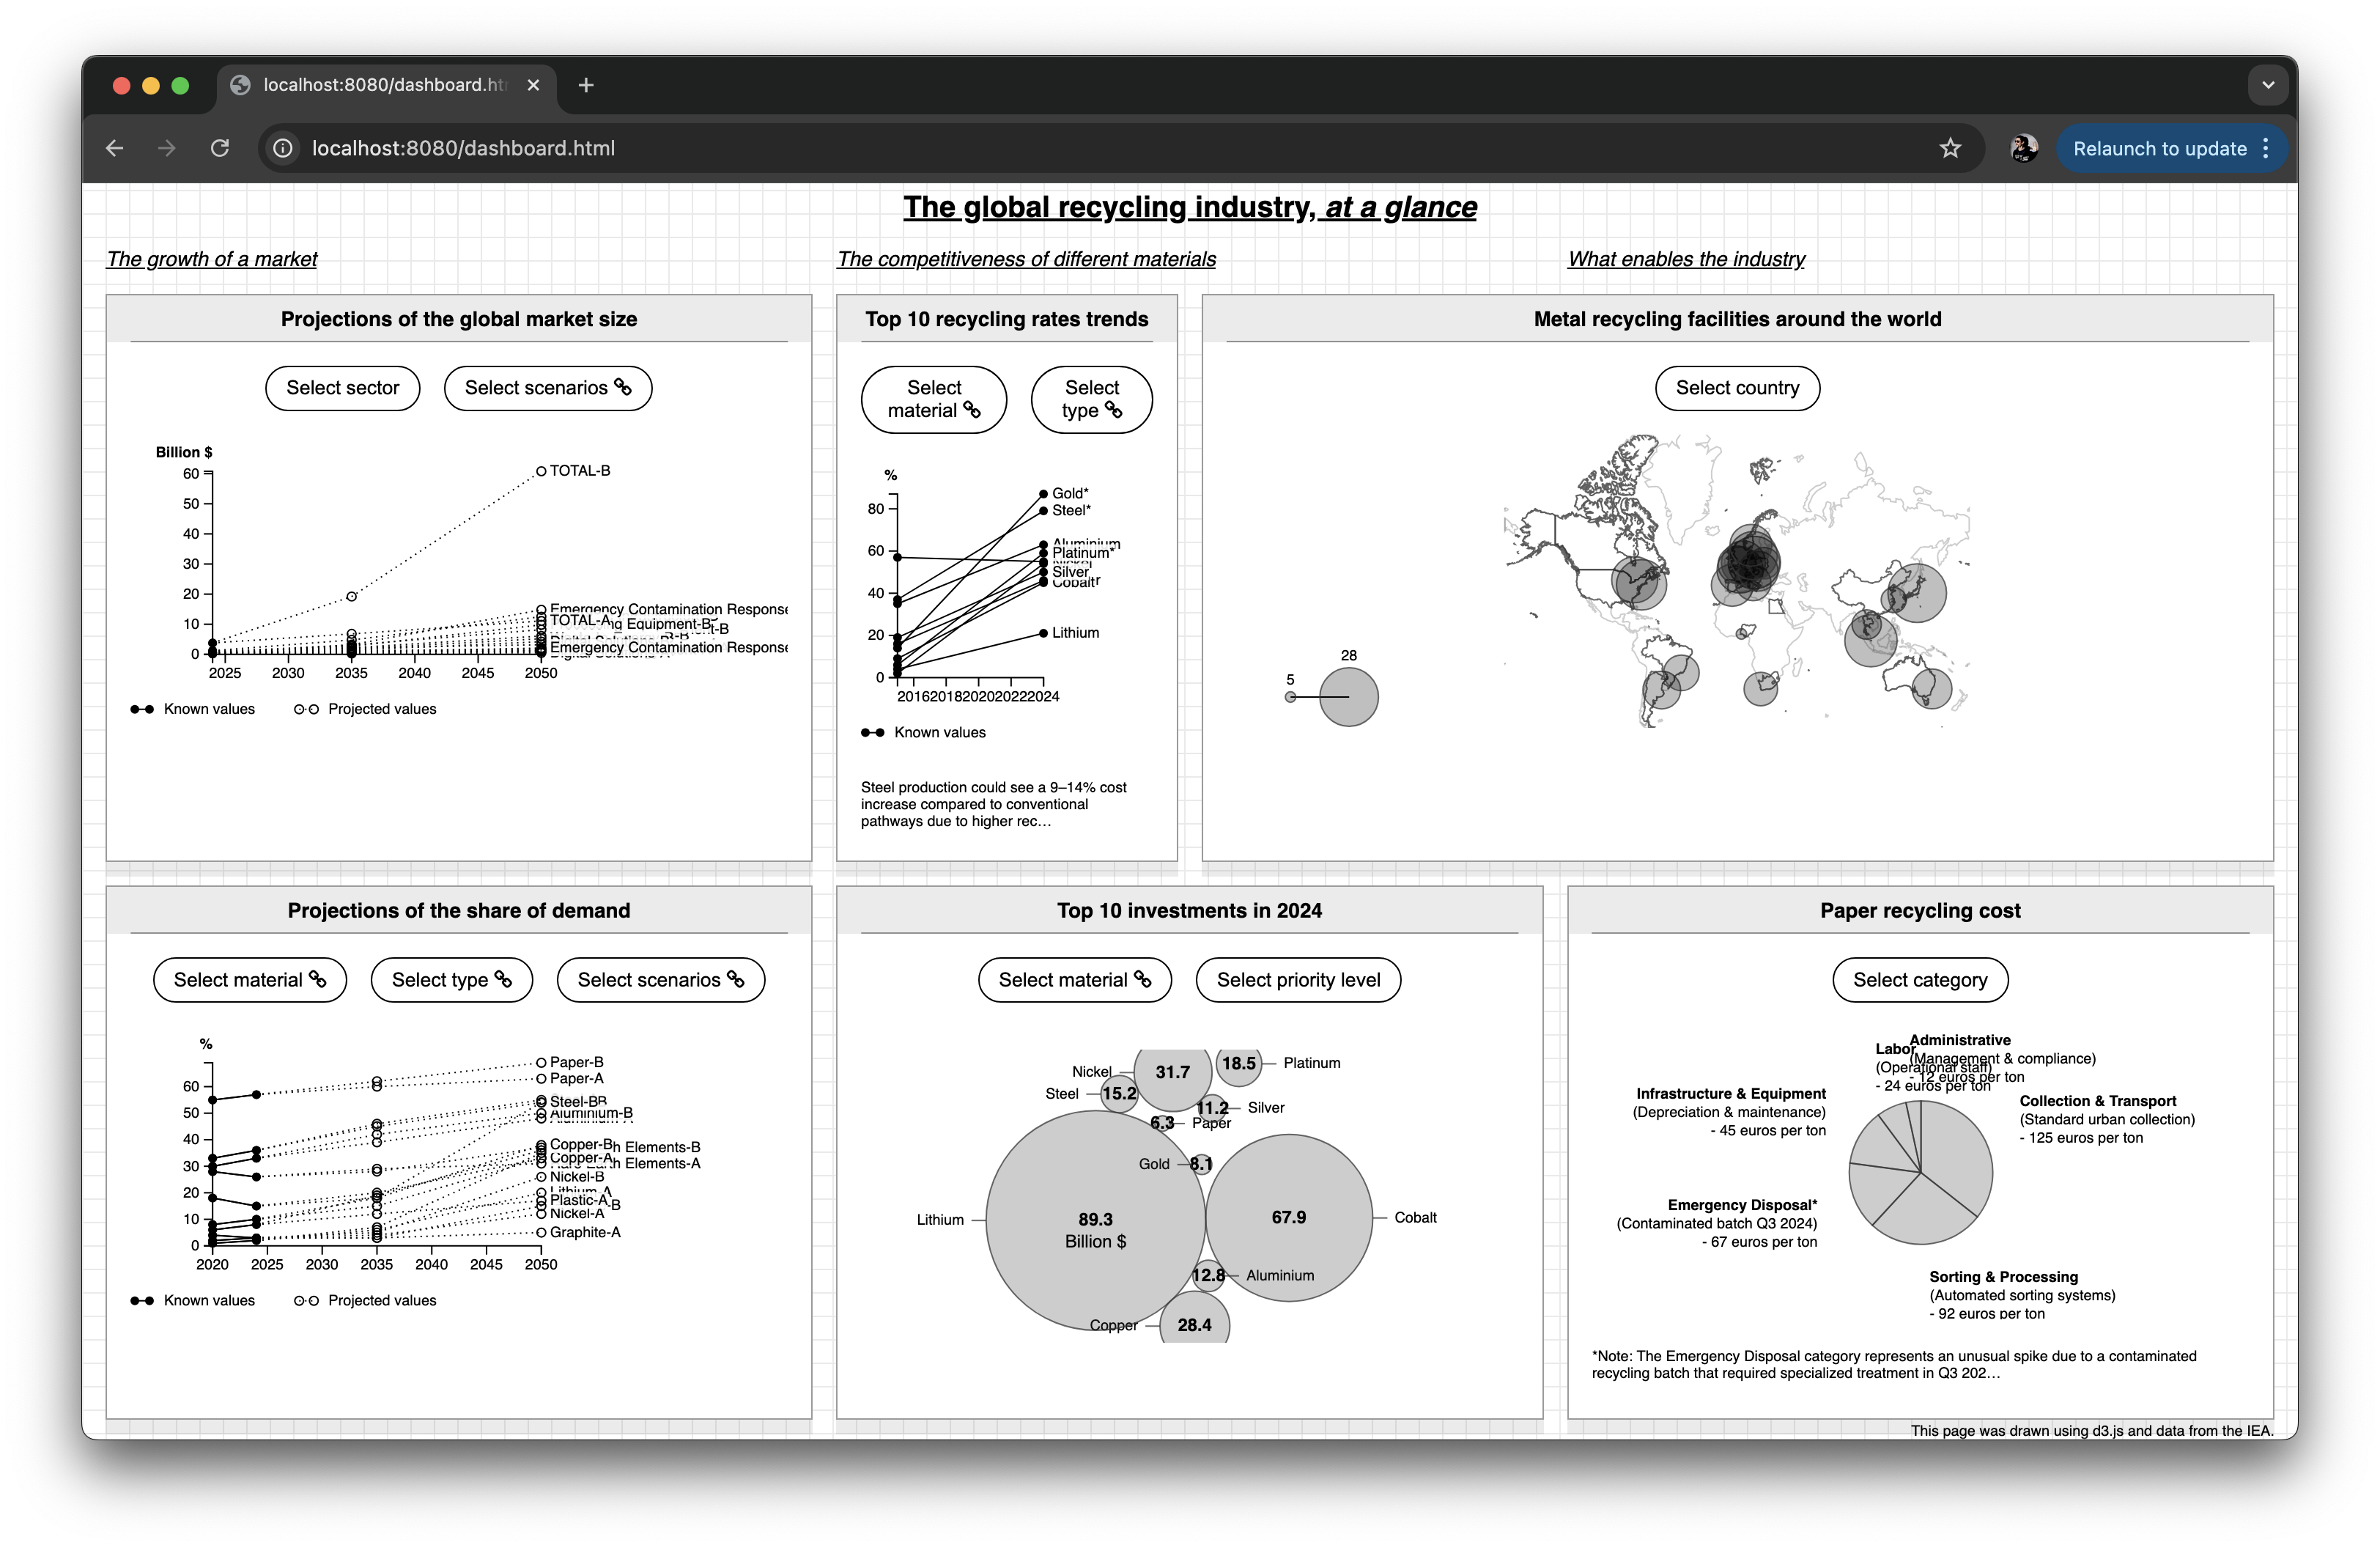 localhost:8080/dashboard.ht
localhost:8080/dashboard.html
Relaunch to update
The global recycling industry, at a glance
The growth of a market
The competitiveness of different materials
What enables the industry
Projections of the global market size
Select sector
Select scenarios
Billion $
60
50
40
30
20
10
0
2025 2030 2035 2040 2045 2050
TOTAL-B
Emergency Contamination Response
TOTAL-A
ng Equipment-B
Emergency Contamination Response
Known values
Projected values
Top 10 recycling rates trends
Select
material
Select
type
%
80
60
40
20
0
2016 2018 2020 2022 2024
Gold*
Steel*
Aluminium
Platinum*
Silver
Cobalt
Lithium
Known values
Steel production could see a 9–14% cost
increase compared to conventional
pathways due to higher rec…
Metal recycling facilities around the world
Select country
28
5
Projections of the share of demand
Select material
Select type
Select scenarios
%
60
50
40
30
20
10
0
2020 2025 2030 2035 2040 2045 2050
Paper-B
Paper-A
Steel-B
Aluminium-B
Copper-B
h Elements-B
Copper-A
Elements-A
Nickel-B
Lithium-A
Plastic-A
Nickel-A
Graphite-A
Known values
Projected values
Top 10 investments in 2024
Select material
Select priority level
Nickel
31.7
18.5
Platinum
Steel
15.2
11.2
Silver
6.3
Paper
Gold
8.1
Lithium
89.3
Billion $
67.9
Cobalt
12.8
Aluminium
Copper
28.4
Paper recycling cost
Select category
Administrative
(Management & compliance)
- 12 euros per ton
Labor
(Operational staff)
- 24 euros per ton
Infrastructure & Equipment
(Depreciation & maintenance)
- 45 euros per ton
Collection & Transport
(Standard urban collection)
- 125 euros per ton
Emergency Disposal*
(Contaminated batch Q3 2024)
- 67 euros per ton
Sorting & Processing
(Automated sorting systems)
- 92 euros per ton
*Note: The Emergency Disposal category represents an unusual spike due to a contaminated
recycling batch that required specialized treatment in Q3 202…
This page was drawn using d3.js and data from the IEA.